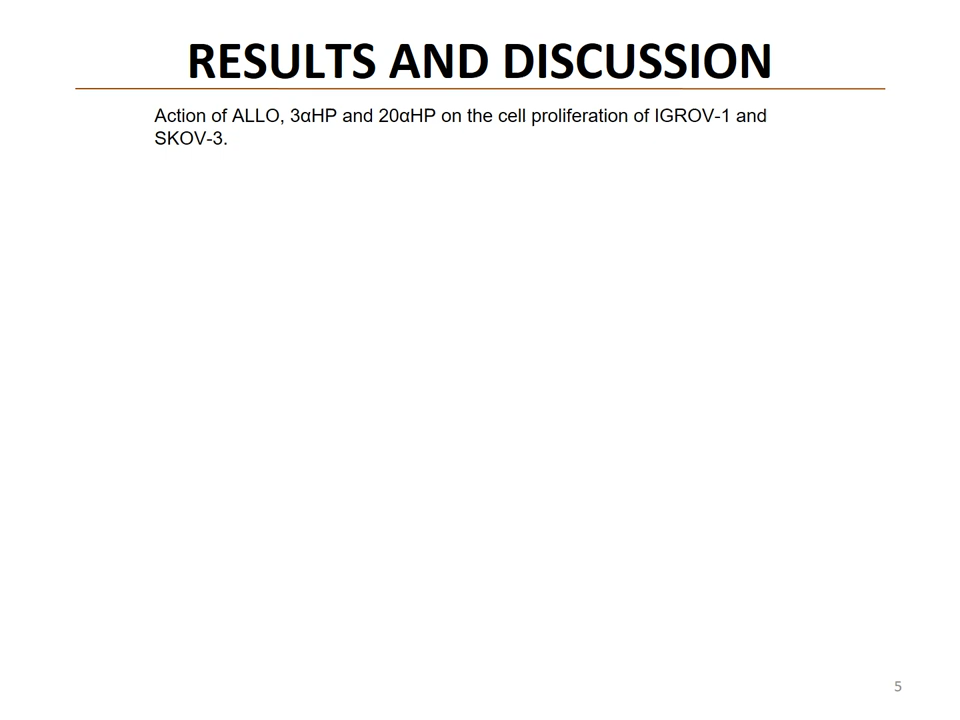 RESULTS AND DISCUSSION
Action of ALLO, 3αHP and 20αHP on the cell proliferation of IGROV-1 and
SKOV-3.
5